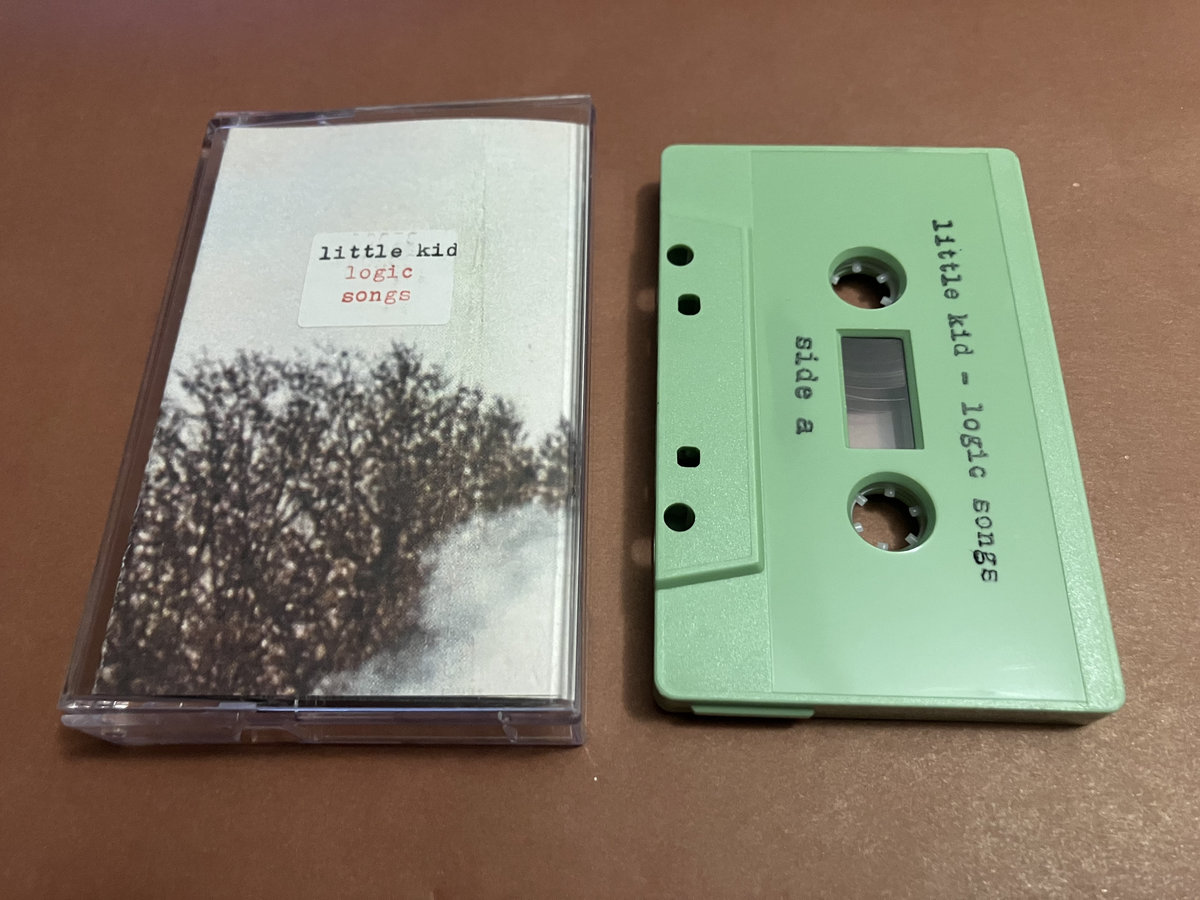 little kid
logic
songs
little kid - logic songs
side a